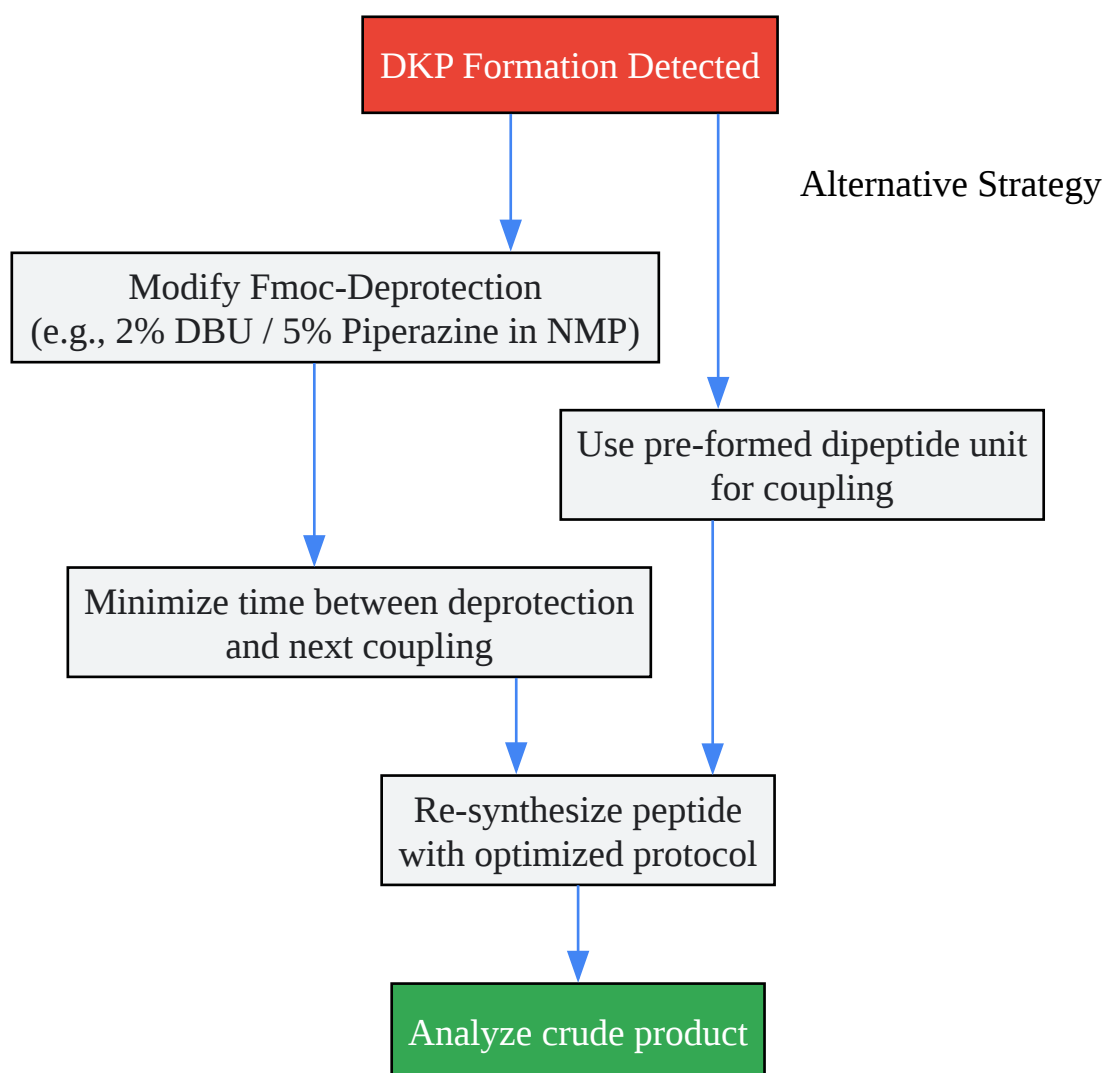 DKP Formation Detected
Alternative Strategy
Modify Fmoc-Deprotection
(e.g., 2% DBU / 5% Piperazine in NMP)
Use pre-formed dipeptide unit
for coupling
Minimize time between deprotection
and next coupling
Re-synthesize peptide
with optimized protocol
Analyze crude product